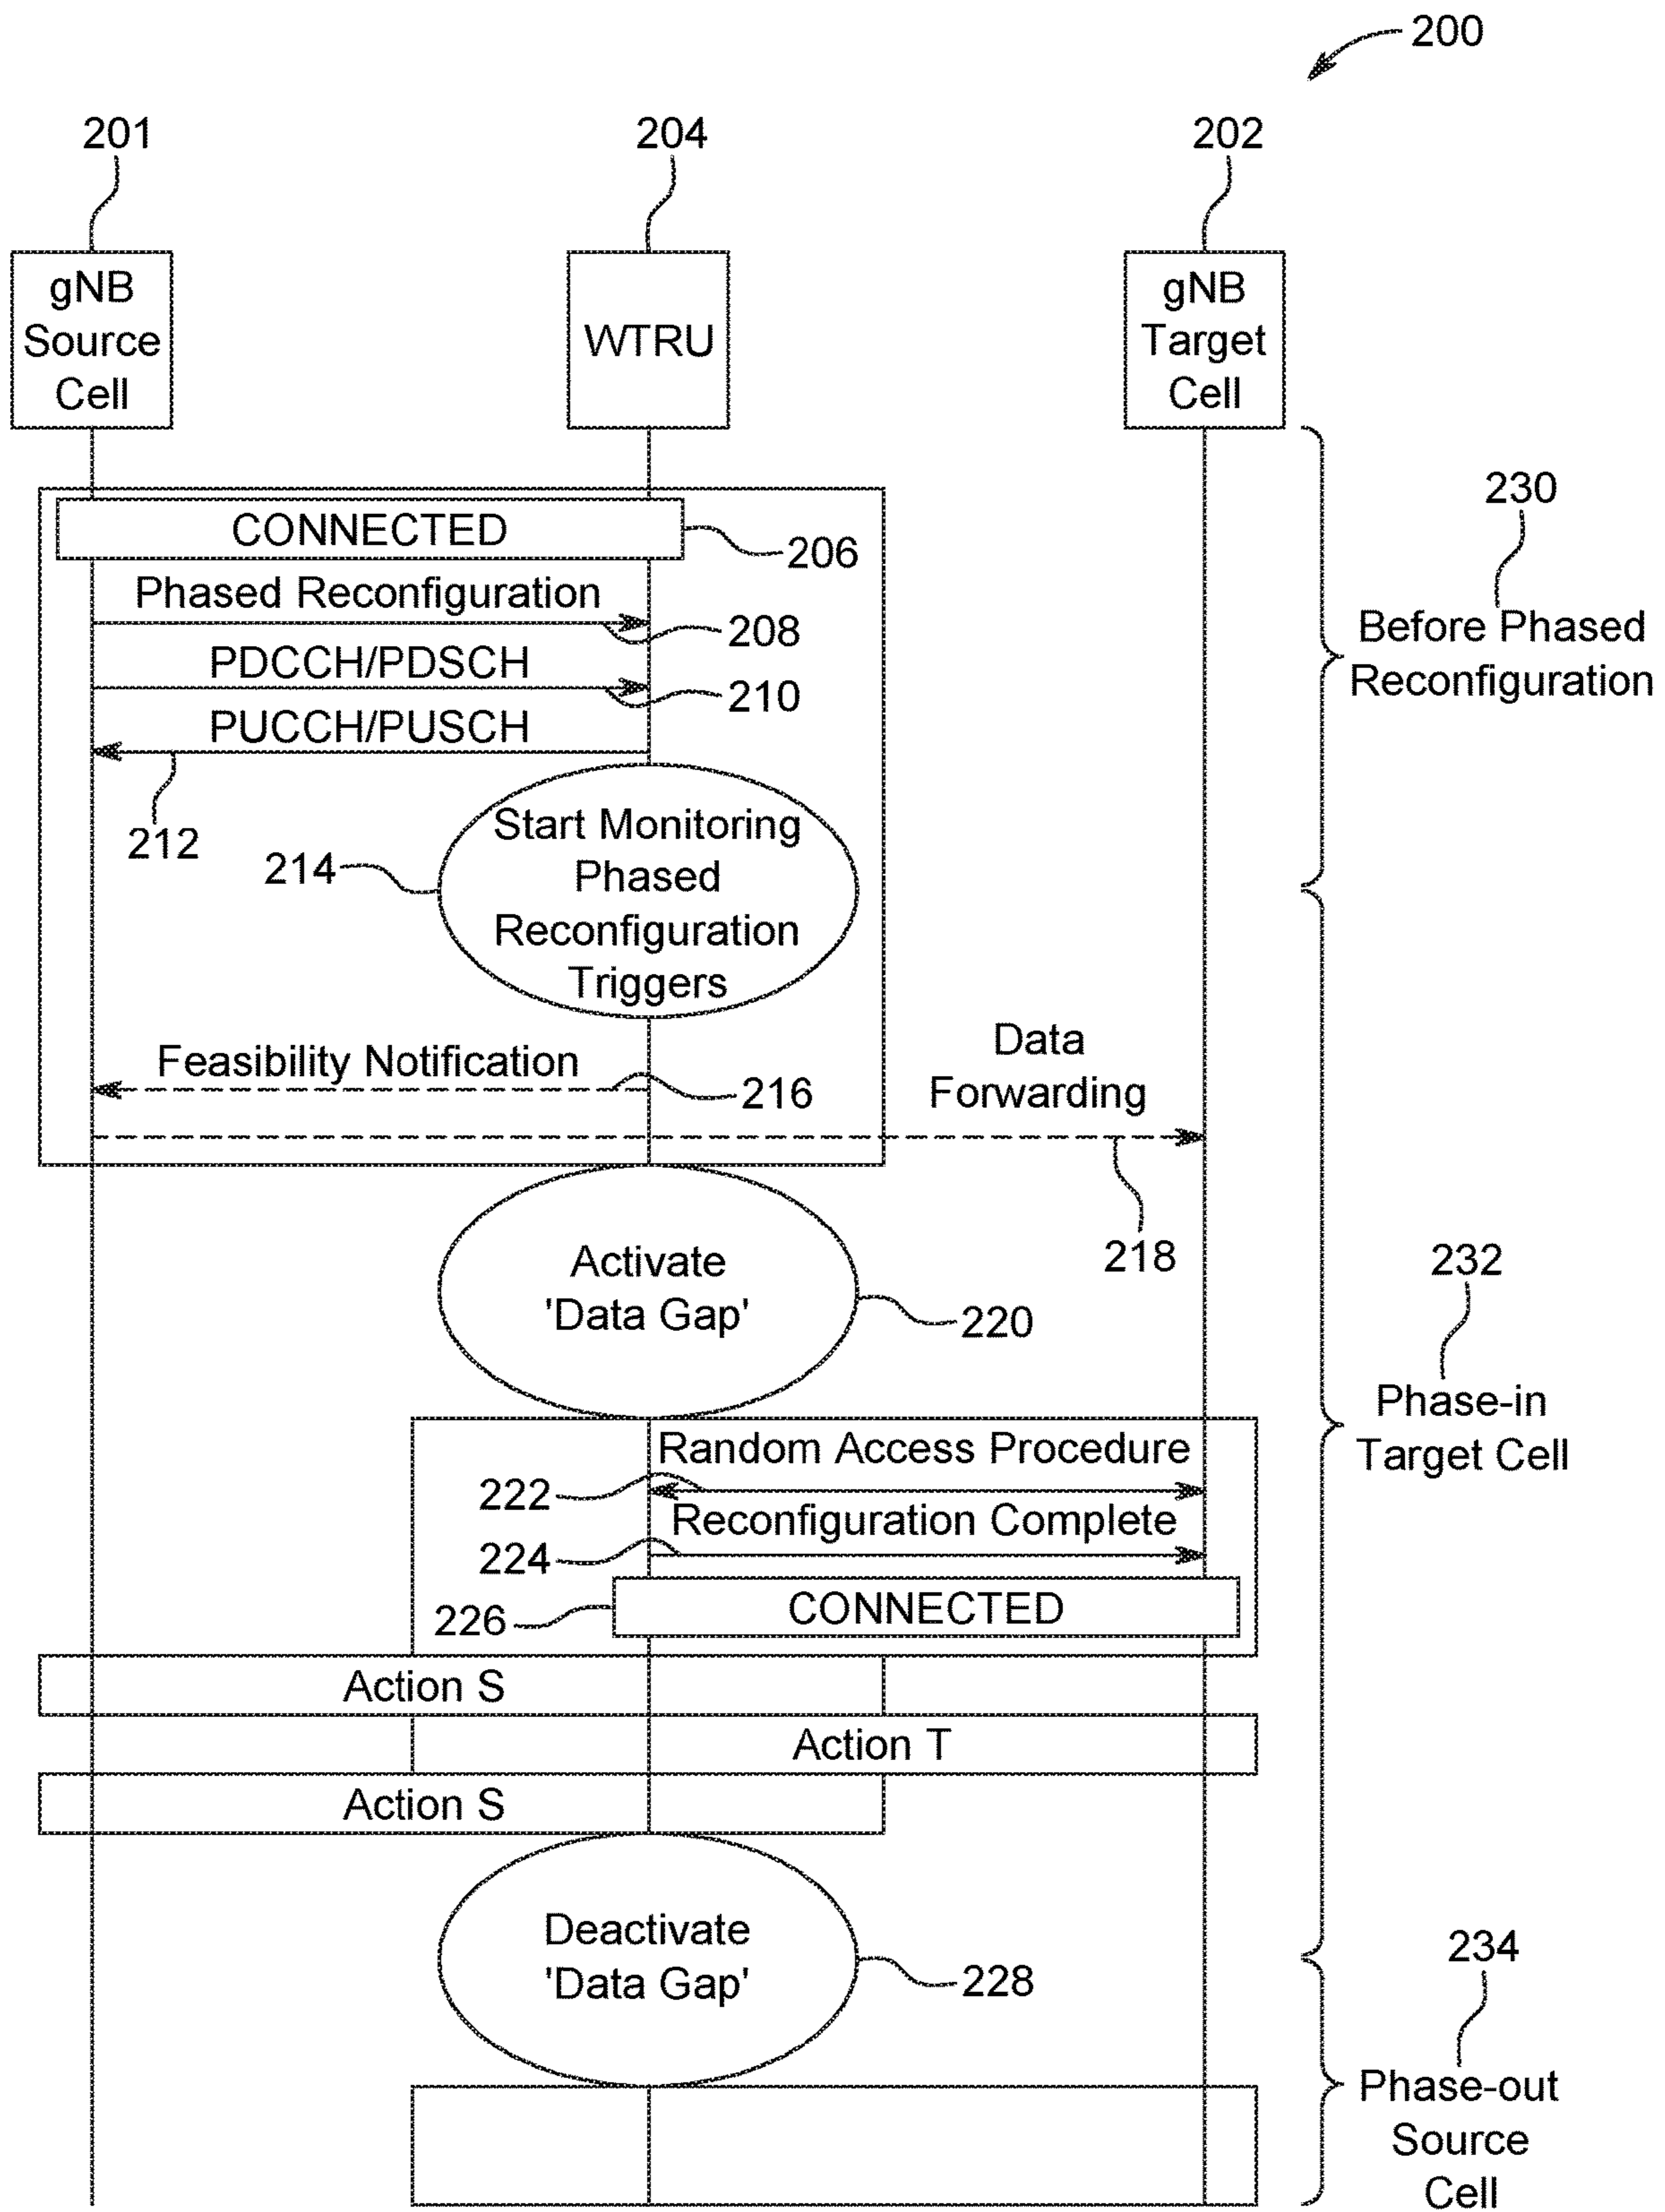 200
201
204
202
gNB
Source
Cell
WTRU
gNB
Target
Cell
CONNECTED
206
230
Before Phased
Reconfiguration
Phased Reconfiguration
208
PDCCH/PDSCH
210
PUCCH/PUSCH
212
214
Start Monitoring
Phased
Reconfiguration
Triggers
Feasibility Notification
216
Data
Forwarding
218
Activate
'Data Gap'
220
232
Phase-in
Target Cell
Random Access Procedure
222
Reconfiguration Complete
224
CONNECTED
226
Action S
Action T
Action S
Deactivate
'Data Gap'
228
234
Phase-out
Source
Cell